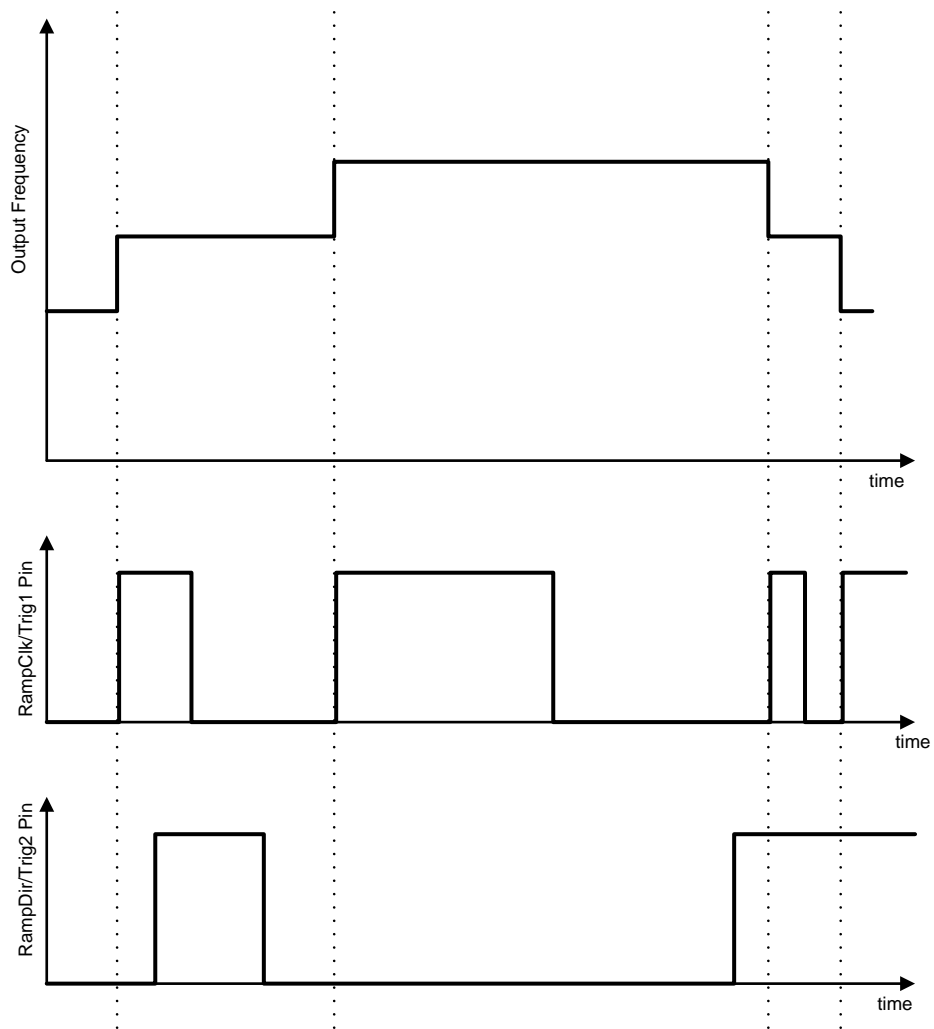 Output Frequency
time
RampClk/Trig1 Pin
time
RampDir/Trig2 Pin
time